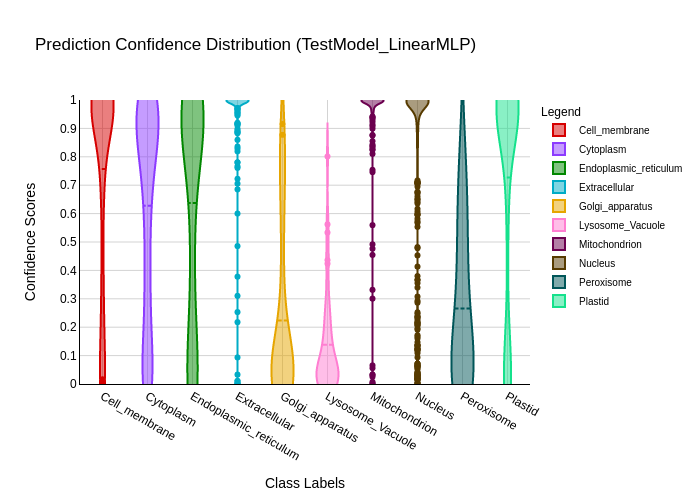 Prediction Confidence Distribution (TestModel_LinearMLP)
Legend
Cell_membrane
Cytoplasm
Endoplasmic_reticulum
Extracellular
Golgi_apparatus
Lysosome_Vacuole
Mitochondrion
Nucleus
Peroxisome
Plastid
Confidence Scores
1
0.9
0.8
0.7
0.6
0.5
0.4
0.3
0.2
0.1
0
Cell_membrane
Cytoplasm
Endoplasmic_reticulum
Extracellular
Golgi_apparatus
Lysosome_Vacuole
Mitochondrion
Nucleus
Peroxisome
Plastid
Class Labels